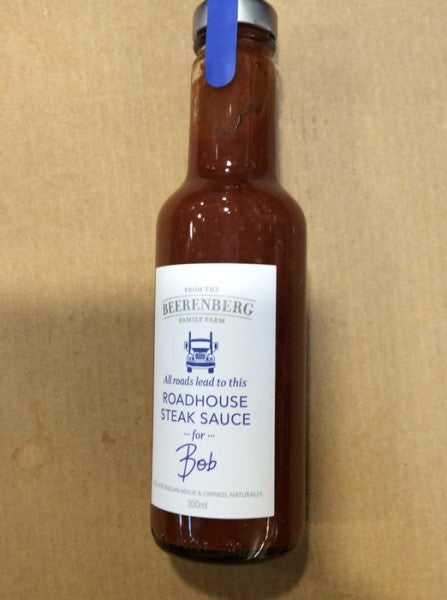 FROM THE
BEERENBERG
FAMILY FARM
All roads lead to this
ROADHOUSE
STEAK SAUCE
-- for --
Bob
AUSTRALIAN MADE & OWNED, NATURALLY.
300ml